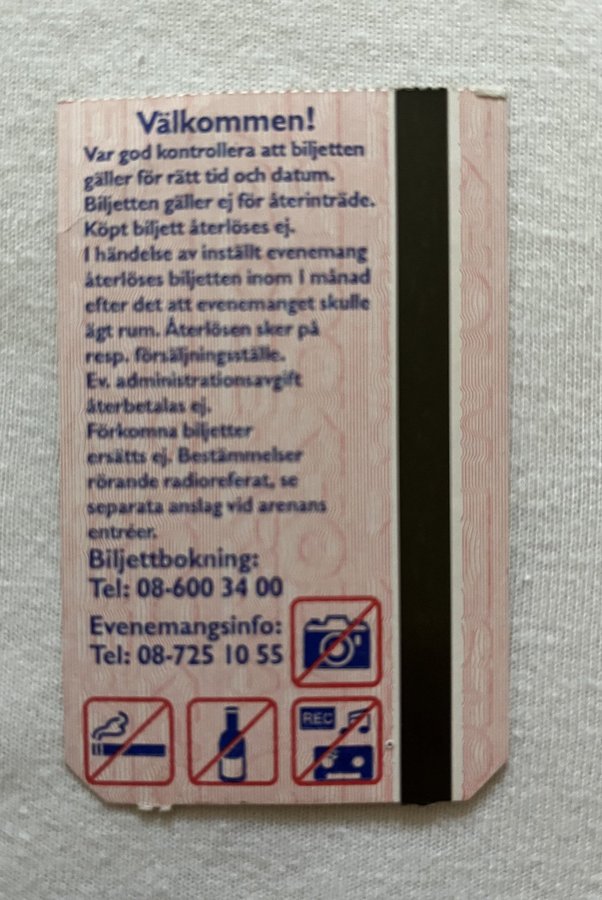 Välkommen!
Var god kontrollera att biljetten
gäller för rätt tid och datum.
Biljetten gäller ej för återinträde.
Köpt biljett återlöses ej.
I händelse av inställt evenemang
återlöses biljetten inom 1 månad
efter det att evenemanget skulle
ägt rum. Återlösen sker på
resp. försäljningsställe.
Ev. administrationsavgift
återbetalas ej.
Förkomna biljetter
ersätts ej. Bestämmelser
rörande radioreferat, se
separata anslag vid arenans
entréer.
Biljettbokning:
Tel: 08-600 34 00
Evenemangsinfo:
Tel: 08-725 10 55
REC